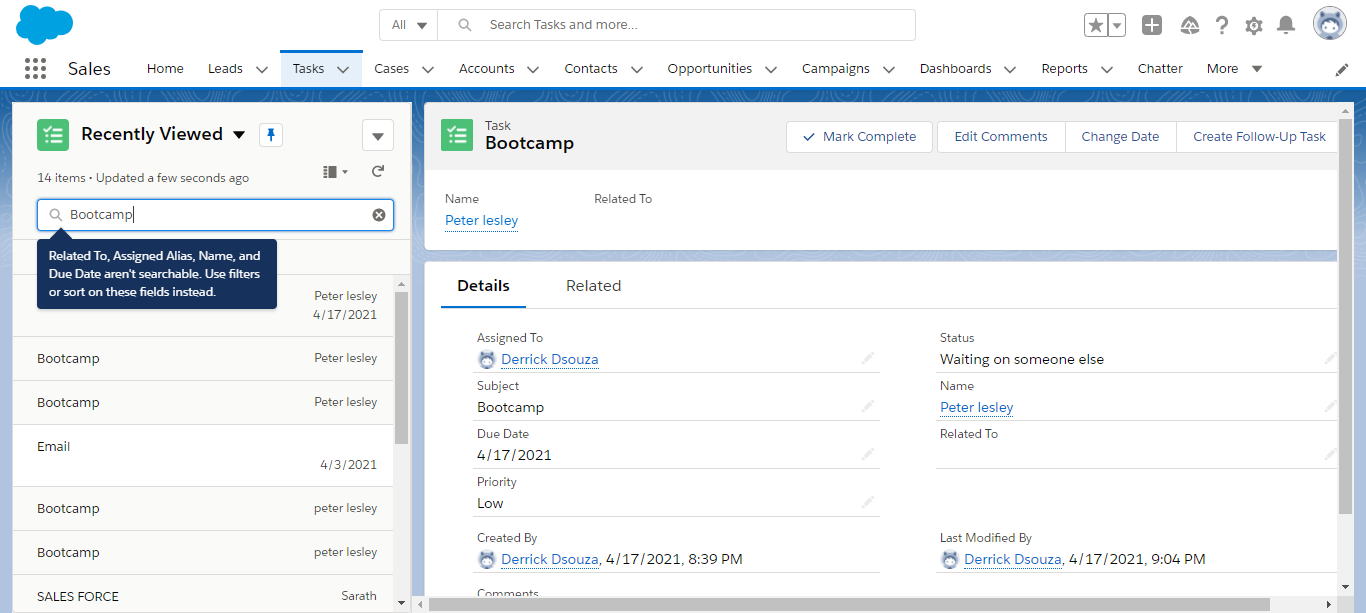 All
Search Tasks and more...
Sales
Home
Leads
Tasks
Cases
Accounts
Contacts
Opportunities
Campaigns
Dashboards
Reports
Chatter
More
Recently Viewed
14 items • Updated a few seconds ago
Bootcamp
Related To, Assigned Alias, Name, and
Due Date aren't searchable. Use filters
or sort on these fields instead.
Peter lesley
4/17/2021
Bootcamp Peter lesley
Bootcamp Peter lesley
Email
4/3/2021
Bootcamp peter lesley
Bootcamp peter lesley
SALES FORCE Sarath
Task
Bootcamp
Mark Complete
Edit Comments
Change Date
Create Follow-Up Task
Name
Peter lesley
Related To
Details
Related
Assigned To
Derrick Dsouza
Status
Waiting on someone else
Subject
Bootcamp
Name
Peter lesley
Due Date
4/17/2021
Related To
Priority
Low
Created By
Derrick Dsouza, 4/17/2021, 8:39 PM
Last Modified By
Derrick Dsouza, 4/17/2021, 9:04 PM
Comments